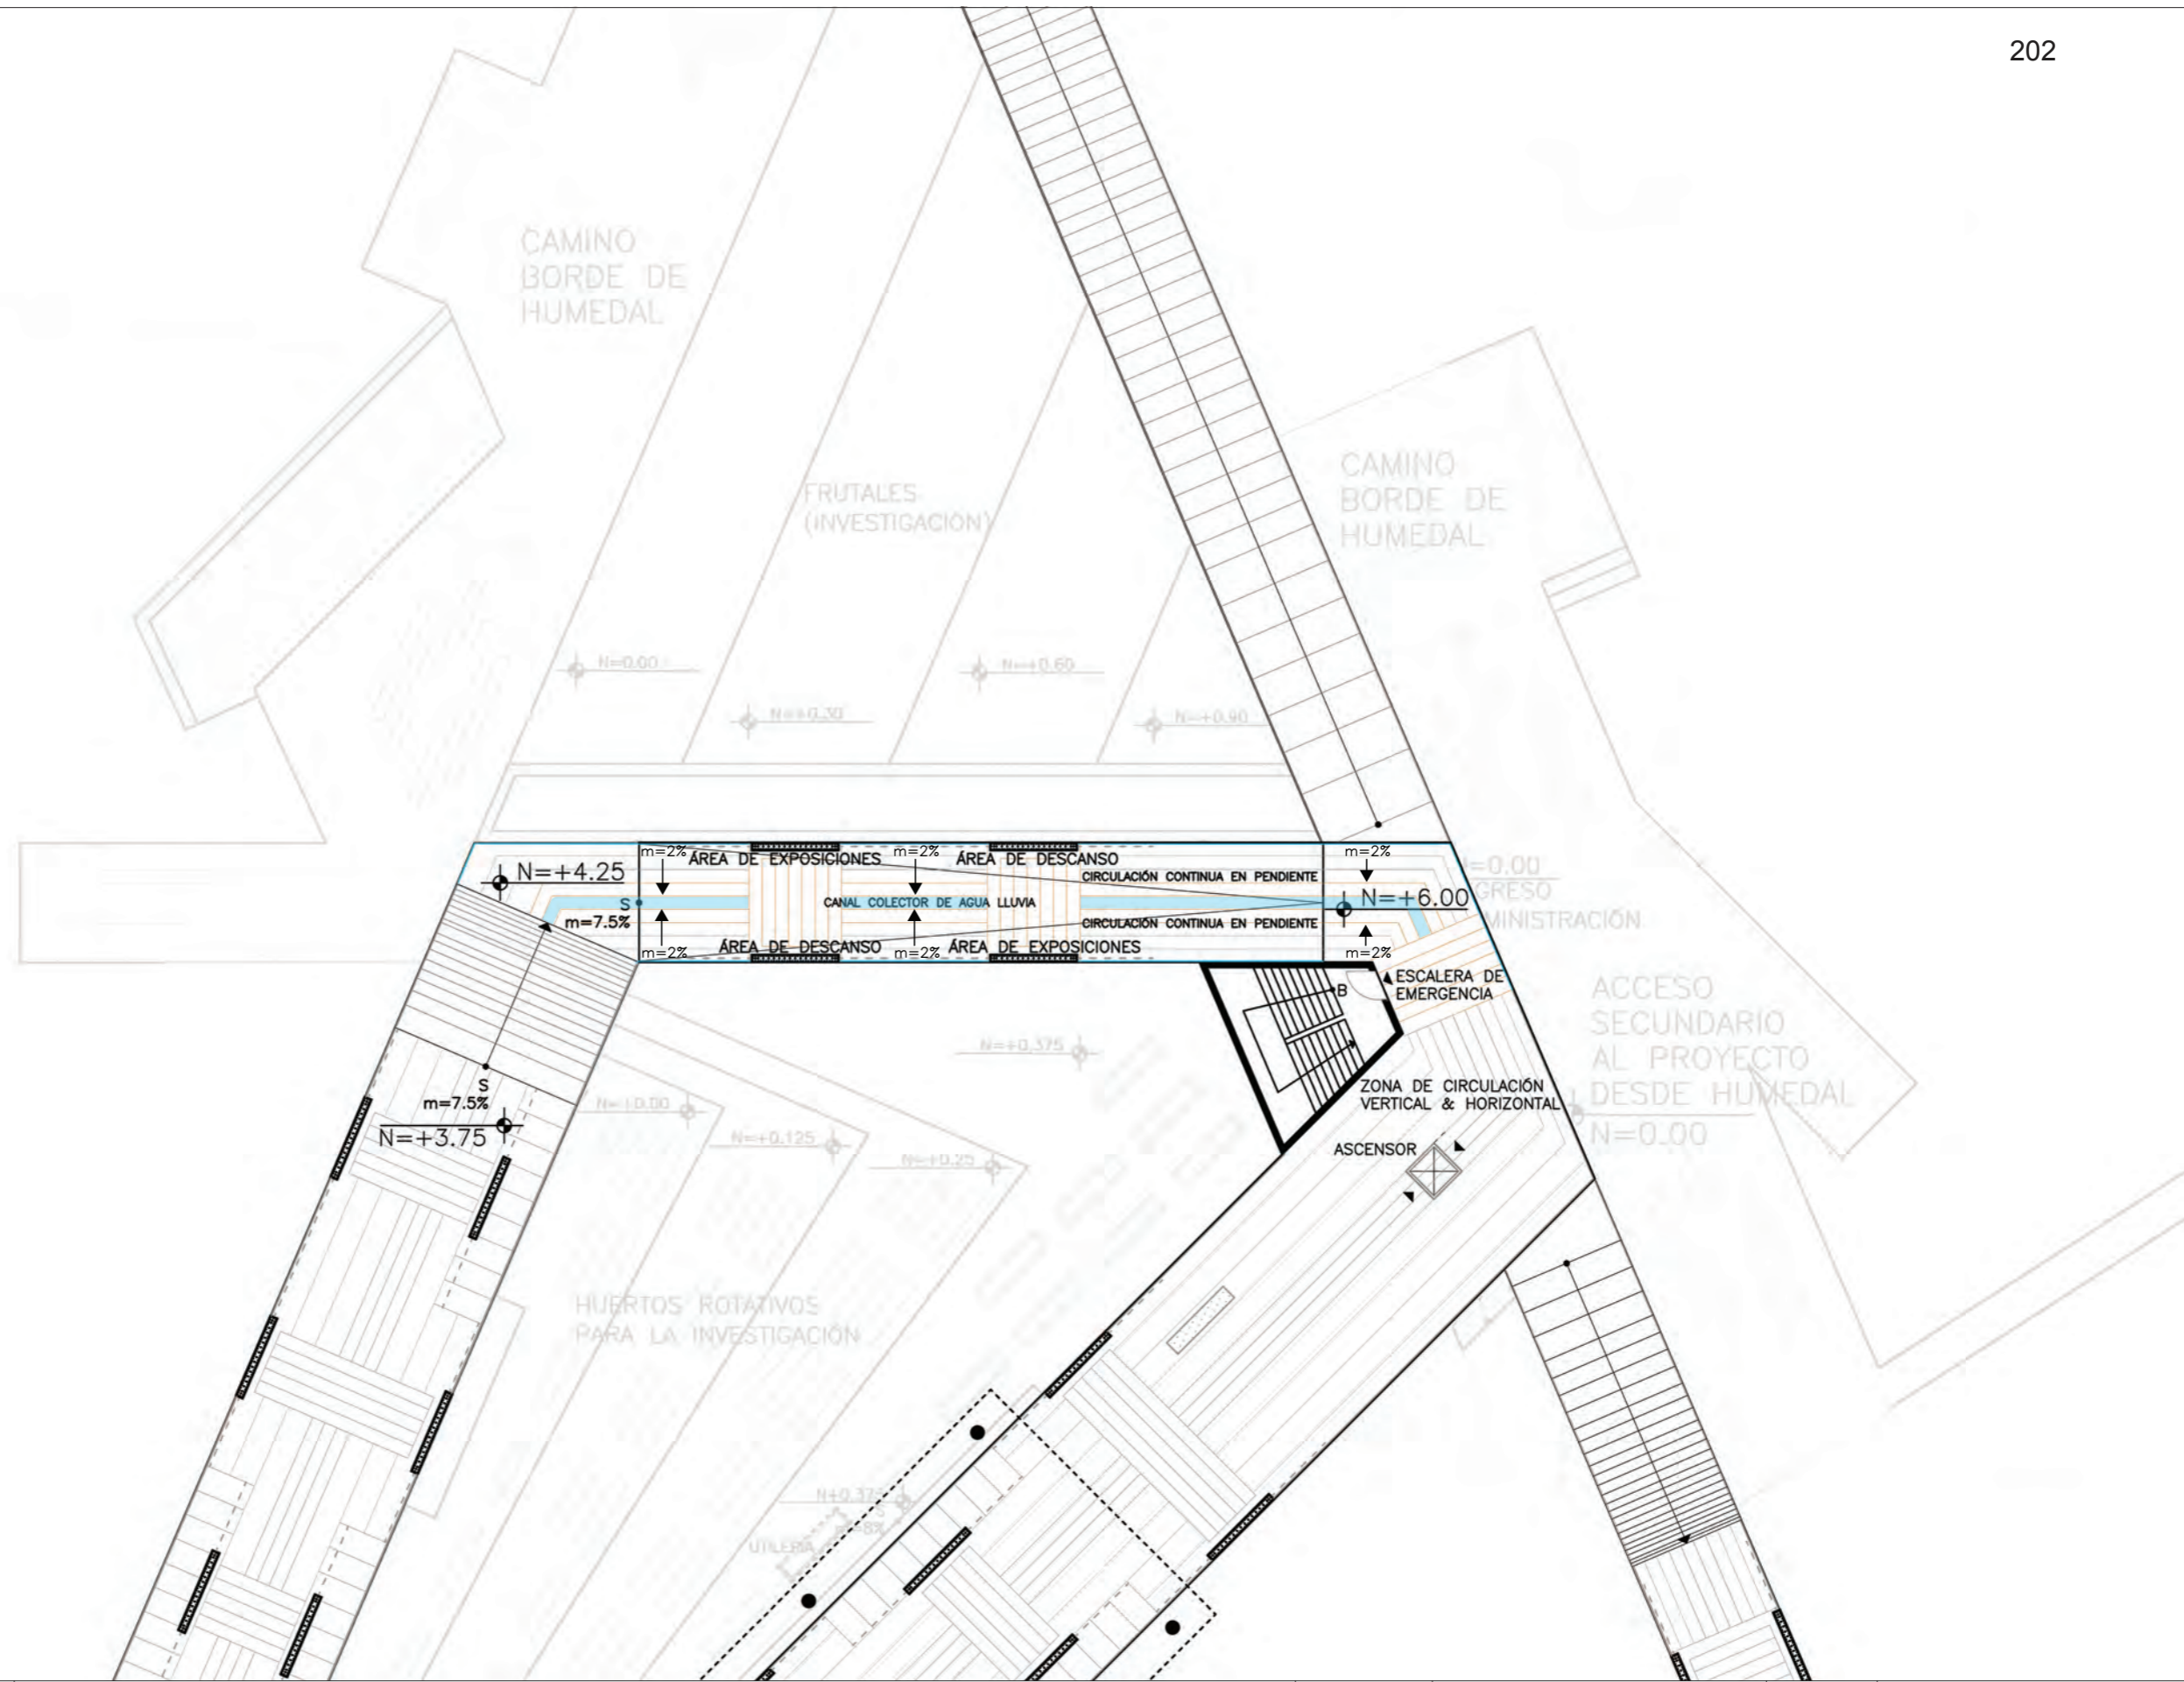 202
CAMINO
BORDE DE
HUMEDAL
CAMINO
BORDE DE
HUMEDAL
FRUTALES
(INVESTIGACIÓN)
N=0.00
N=+0.60
N=+0.30
N=+0.90
m=2%
ÁREA DE EXPOSICIONES
m=2%
ÁREA DE DESCANSO
m=2%
N=+4.25
CIRCULACIÓN CONTINUA EN PENDIENTE
=0.00
GRESO
MINISTRACIÓN
S
m=7.5%
CANAL COLECTOR DE AGUA LLUVIA
N=+6.00
CIRCULACIÓN CONTINUA EN PENDIENTE
m=2%
ÁREA DE DESCANSO
m=2%
ÁREA DE EXPOSICIONES
m=2%
B
ESCALERA DE
EMERGENCIA
ACCESO
SECUNDARIO
AL PROYECTO
DESDE HUMEDAL
N=0.00
N=+0.375
S
m=7.5%
N=+3.75
ZONA DE CIRCULACIÓN
VERTICAL & HORIZONTAL
N=+0.125
N=+0.25
ASCENSOR
HUERTOS ROTATIVOS
PARA LA INVESTIGACIÓN
UTILERÍA